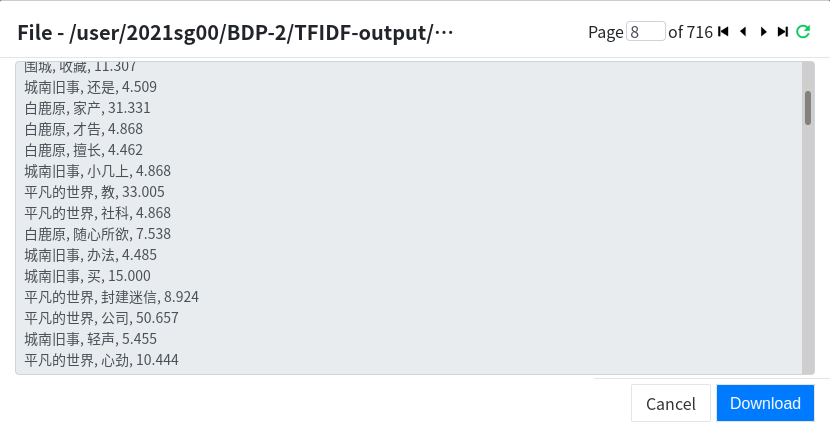 File - /user/2021sg00/BDP-2/TFIDF-output/···
Page 8 of 716
围城, 收藏, 11.307
城南旧事, 还是, 4.509
白鹿原, 家产, 31.331
白鹿原, 才告, 4.868
白鹿原, 擅长, 4.462
城南旧事, 小几上, 4.868
平凡的世界, 教, 33.005
平凡的世界, 社科, 4.868
白鹿原, 随心所欲, 7.538
城南旧事, 办法, 4.485
城南旧事, 买, 15.000
平凡的世界, 封建迷信, 8.924
平凡的世界, 公司, 50.657
城南旧事, 轻声, 5.455
平凡的世界, 心劲, 10.444
Cancel Download